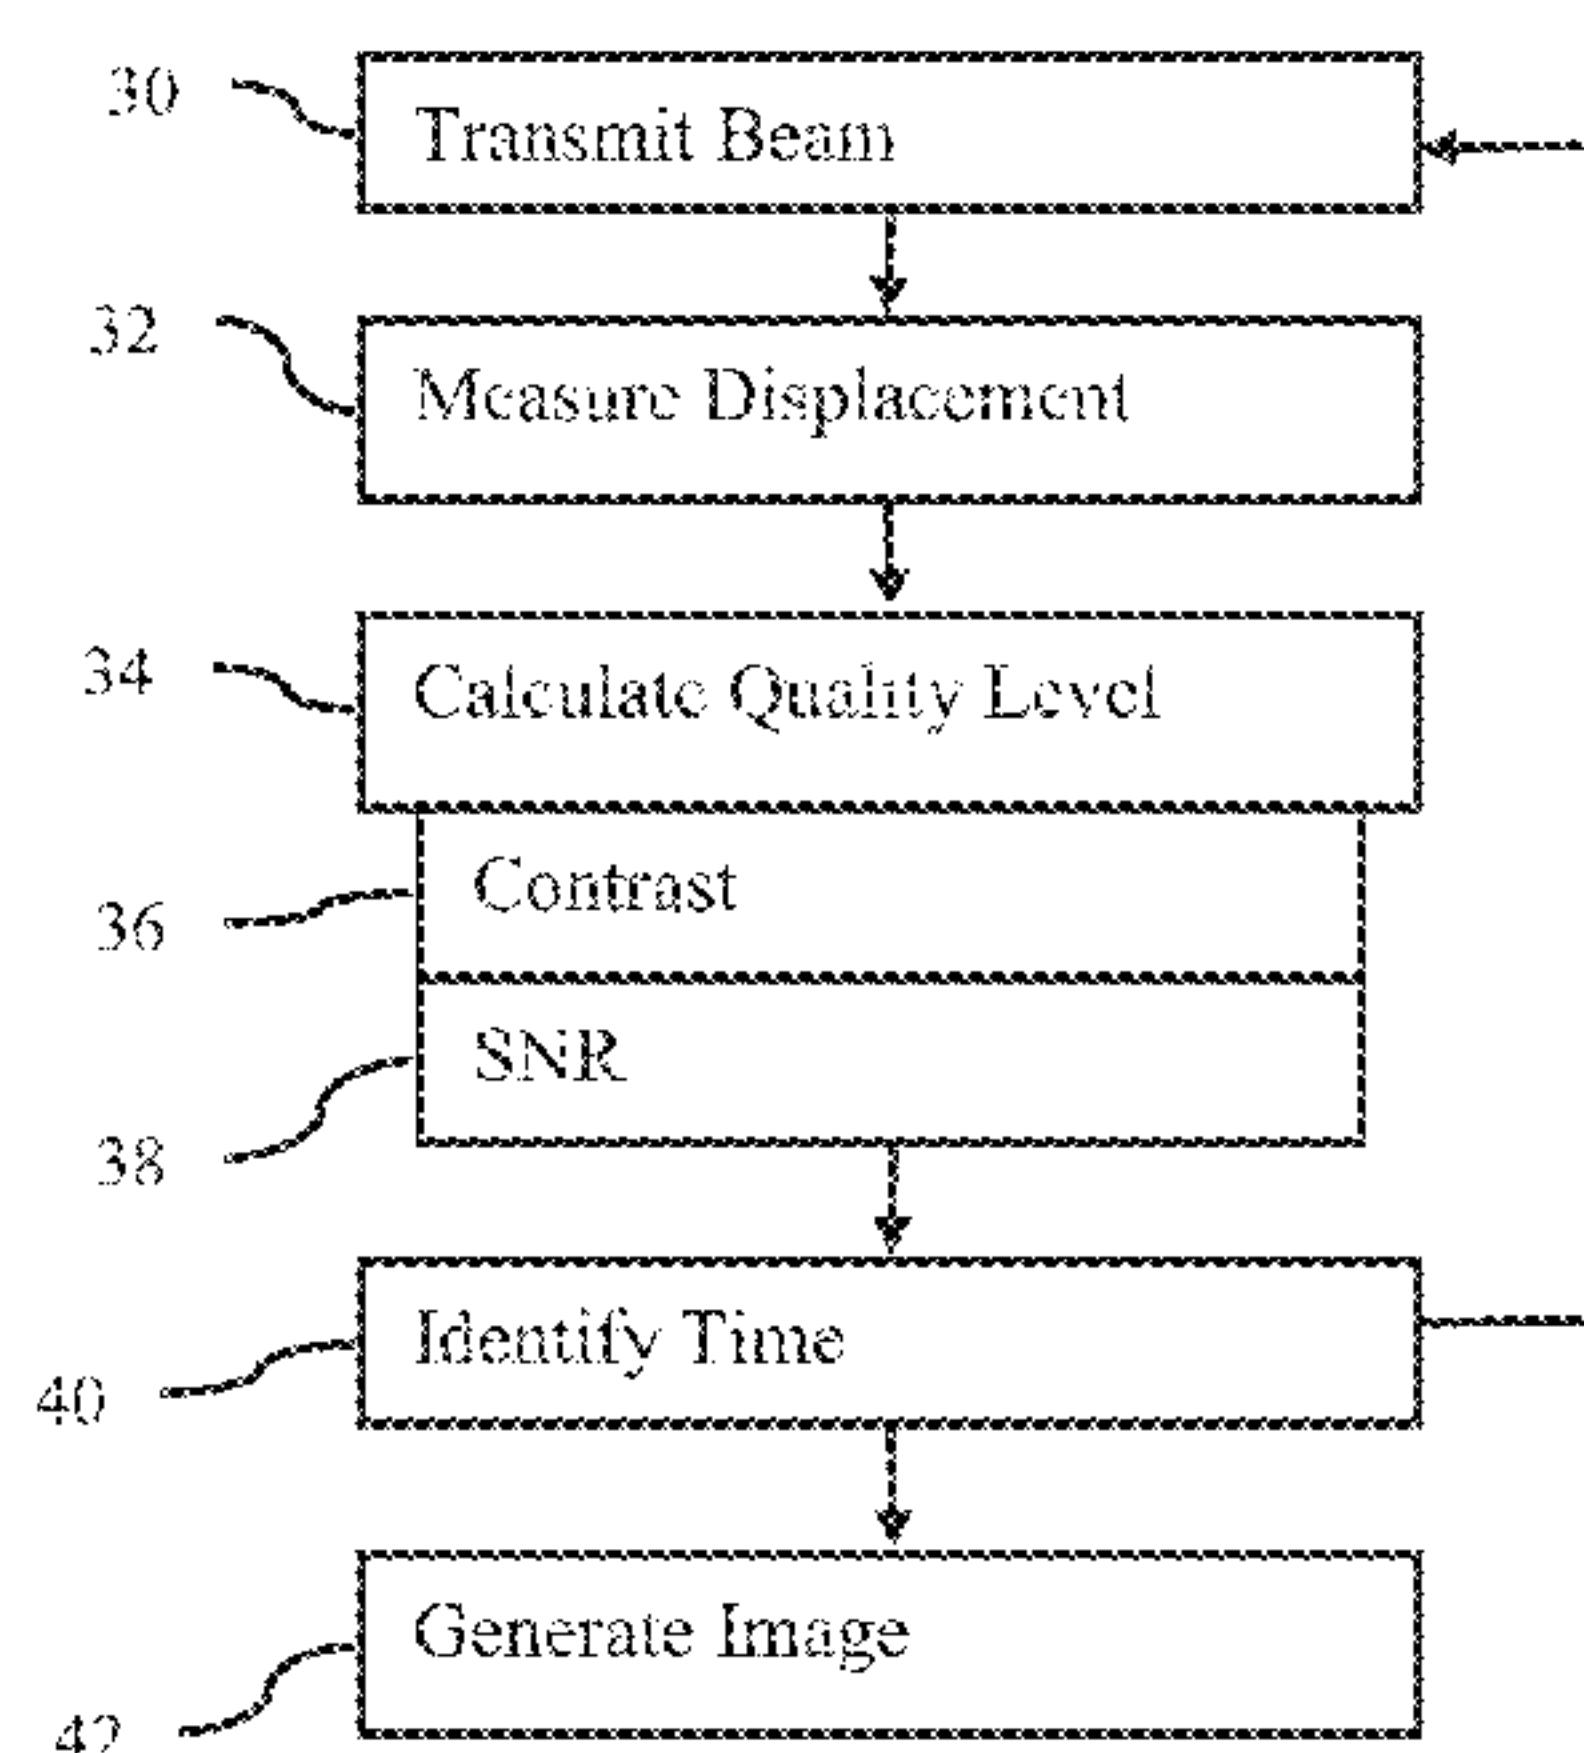 30
Transmit Beam
32
Measure Displacement
34
Calculate Quality Level
36
Contrast
38
SNR
40
Identify Time
42
Generate Image